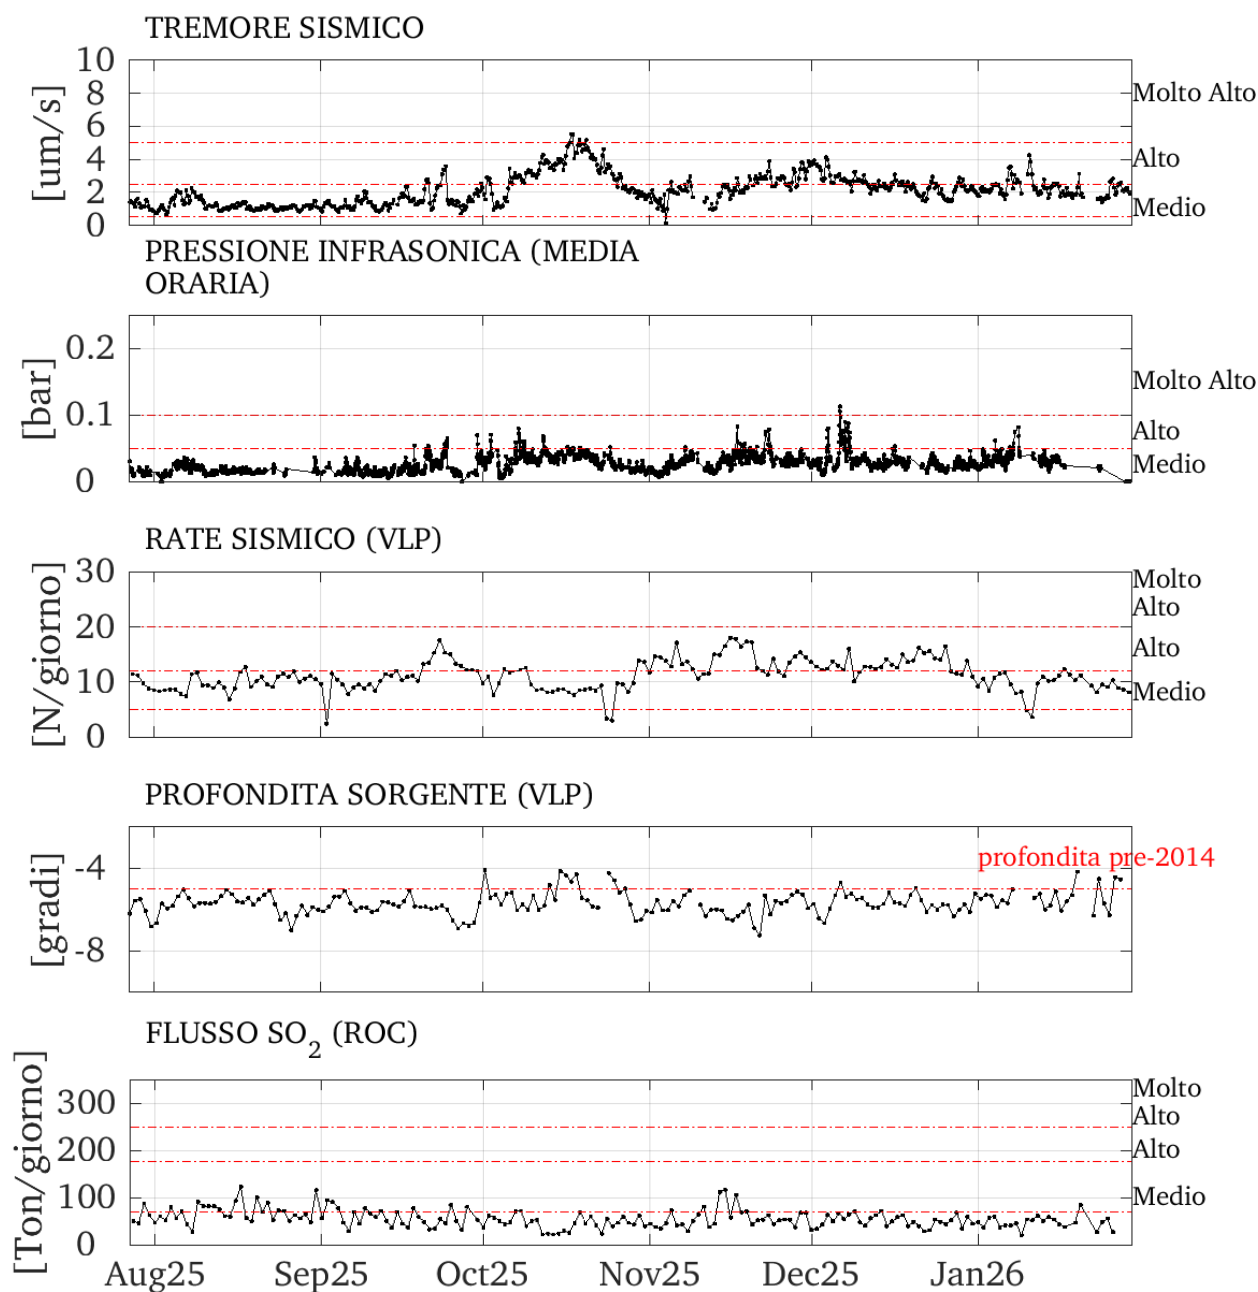 TREMORE SISMICO
[um/s]
10
8
6
4
2
0
Molto Alto
Alto
Medio
PRESSIONE INFRASONICA (MEDIA
ORARIA)
[bar]
0.2
0.1
0
Molto Alto
Alto
Medio
RATE SISMICO (VLP)
[N/giorno]
30
20
10
0
Molto
Alto
Alto
Medio
PROFONDITA SORGENTE (VLP)
[gradi]
-4
-8
profondita pre-2014
FLUSSO SO2 (ROC)
[Ton/giorno]
300
200
100
0
Molto
Alto
Alto
Medio
Aug25 Sep25 Oct25 Nov25 Dec25 Jan26